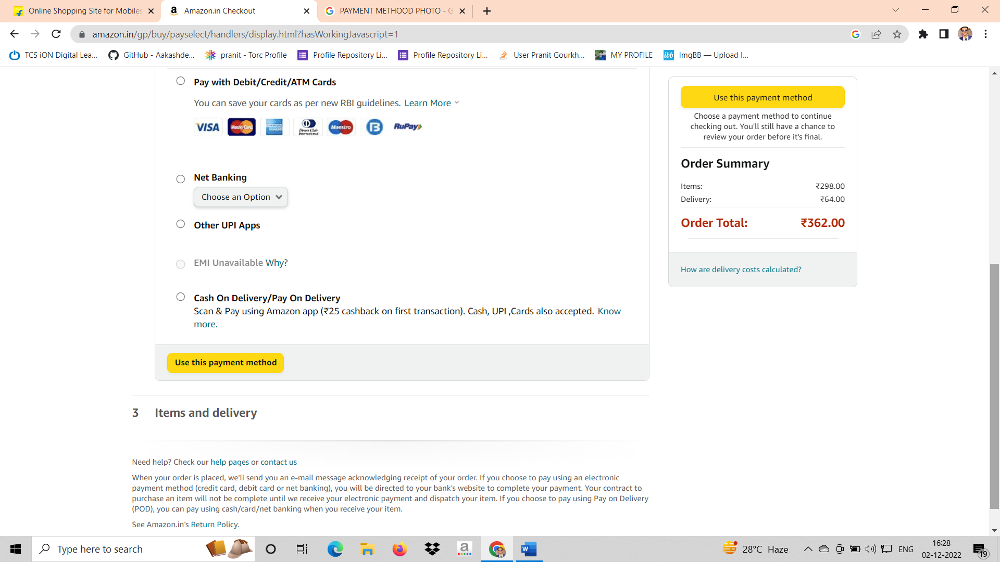 Online Shopping Site for Mobiles
Amazon.in Checkout
PAYMENT METHOOD PHOTO - G
amazon.in/gp/buy/payselect/handlers/display.html?hasWorkingJavascript=1
TCS iON Digital Lea...
GitHub - Aakashde...
pranit - Torc Profile
Profile Repository Li...
Profile Repository Li...
User Pranit Gourkh...
MY PROFILE
ibb ImgBB — Upload I...
Pay with Debit/Credit/ATM Cards
You can save your cards as per new RBI guidelines. Learn More
VISA MasterCard AMERICAN EXPRESS Diners Club International Maestro B RuPay
Net Banking
Choose an Option
Other UPI Apps
EMI Unavailable Why?
Cash On Delivery/Pay On Delivery
Scan & Pay using Amazon app (₹25 cashback on first transaction). Cash, UPI ,Cards also accepted. Know
more.
Use this payment method
Use this payment method
Choose a payment method to continue
checking out. You'll still have a chance to
review your order before it's final.
Order Summary
Items: ₹298.00
Delivery: ₹64.00
Order Total: ₹362.00
How are delivery costs calculated?
3 Items and delivery
Need help? Check our help pages or contact us
When your order is placed, we'll send you an e-mail message acknowledging receipt of your order. If you choose to pay using an electronic
payment method (credit card, debit card or net banking), you will be directed to your bank's website to complete your payment. Your contract to
purchase an item will not be complete until we receive your electronic payment and dispatch your item. If you choose to pay using Pay on Delivery
(POD), you can pay using cash/card/net banking when you receive your item.
See Amazon.in's Return Policy.
Type here to search
28°C Haze
ENG
16:28
02-12-2022
19